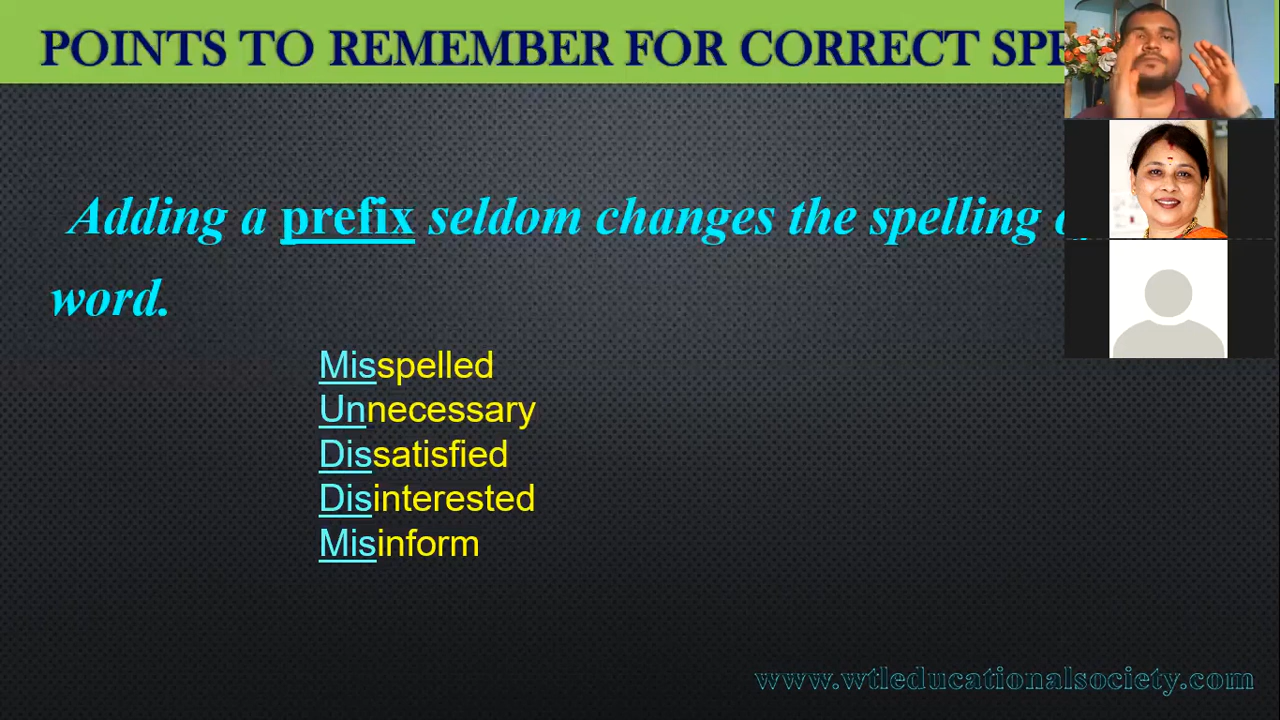 POINTS TO REMEMBER FOR CORRECT
Adding a prefix seldom changes the spelling
word.
Misspelled
Unnecessary
Dissatisfied
Disinterested
Misinform
www.wtleducationalsociety.com